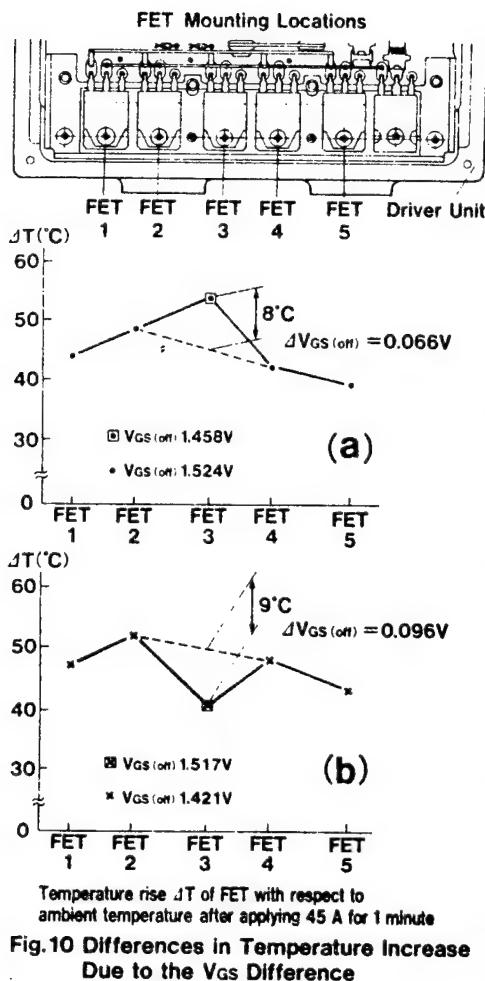 FET Mounting Locations
FET 1 FET 2 FET 3 FET 4 FET 5 Driver Unit
ΔT(°C)
60
50
40
30
0
8°C
ΔVGS(off) = 0.066V
VGS(off) 1.458V
VGS(off) 1.524V
(a)
FET 1 FET 2 FET 3 FET 4 FET 5
ΔT(°C)
60
50
40
30
0
9°C
ΔVGS(off) = 0.096V
VGS(off) 1.517V
VGS(off) 1.421V
(b)
FET 1 FET 2 FET 3 FET 4 FET 5
Temperature rise ΔT of FET with respect to
ambient temperature after applying 45 A for 1 minute
Fig.10 Differences in Temperature Increase
Due to the VGS Difference